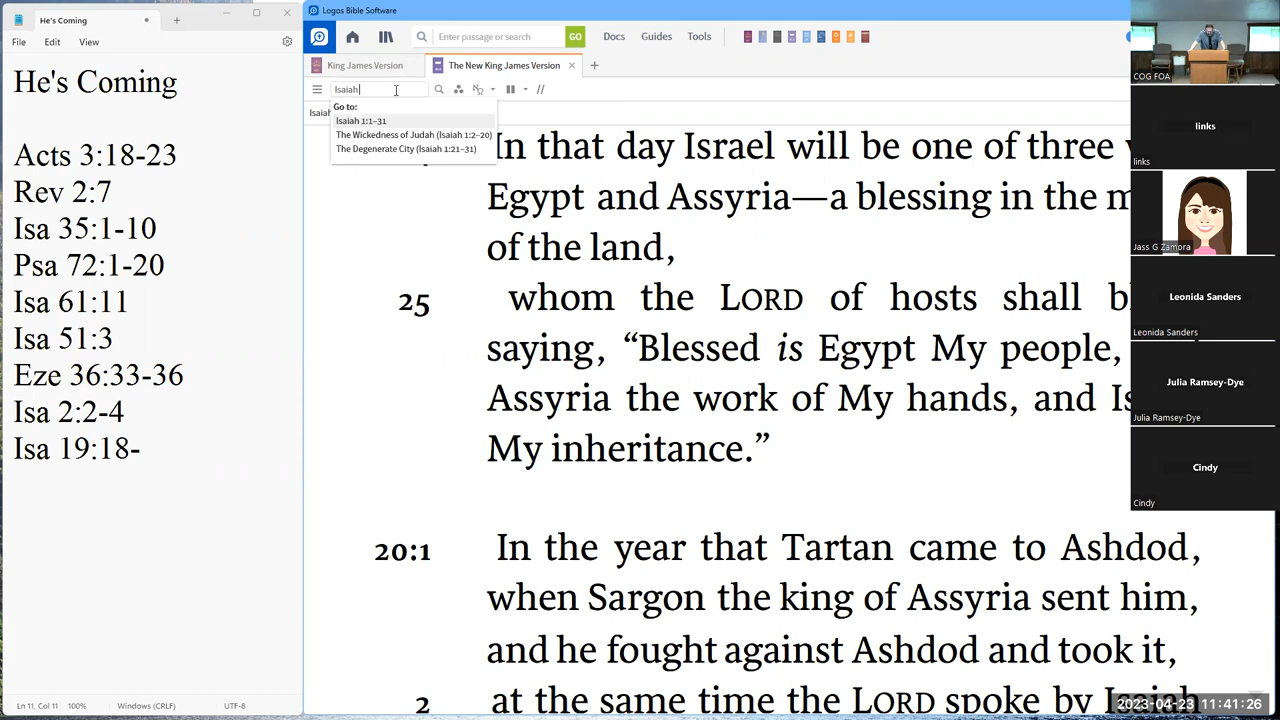 He's Coming
File Edit View
He's Coming
Acts 3:18-23
Rev 2:7
Isa 35:1-10
Psa 72:1-20
Isa 61:11
Isa 51:3
Eze 36:33-36
Isa 2:2-4
Isa 19:18-
Ln 11, Col 11 100% Windows (CRLF) UTF-8
Logos Bible Software
Enter passage or search GO Docs Guides Tools
King James Version The New King James Version
Isaiah
Isaiah
Go to:
Isaiah 1:1–31
The Wickedness of Judah (Isaiah 1:2–20)
The Degenerate City (Isaiah 1:21–31)
In that day Israel will be one of three
Egypt and Assyria—a blessing in the
of the land,
25 whom the LORD of hosts shall
saying, “Blessed is Egypt My people,
Assyria the work of My hands, and
My inheritance.”
20:1 In the year that Tartan came to Ashdod,
when Sargon the king of Assyria sent him,
and he fought against Ashdod and took it,
2 at the same time the LORD spoke by Isaiah
COG FOA
links
links
Jass G Zamora
Leonida Sanders
Leonida Sanders
Julia Ramsey-Dye
Julia Ramsey-Dye
Cindy
Cindy
2023-04-23 11:41:26